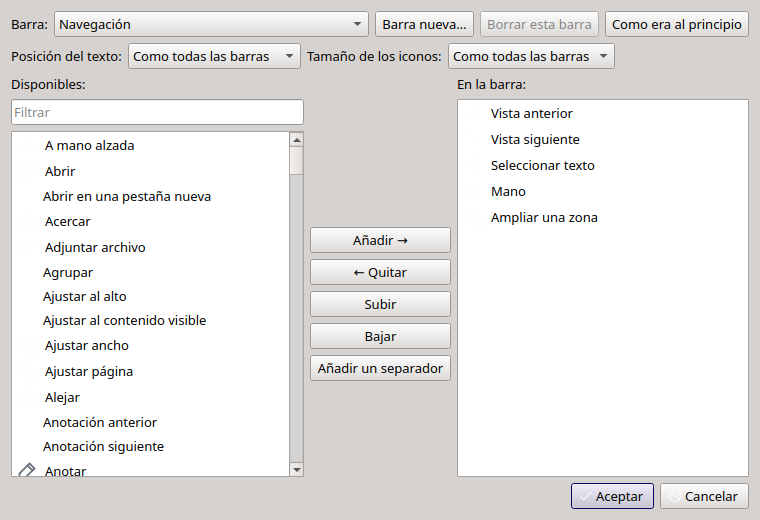 Barra: Navegación Barra nueva... Borrar esta barra Como era al principio
Posición del texto: Como todas las barras Tamaño de los iconos: Como todas las barras
Disponibles:
Filtrar
A mano alzada
Abrir
Abrir en una pestaña nueva
Acercar
Adjuntar archivo
Agrupar
Ajustar al alto
Ajustar al contenido visible
Ajustar ancho
Ajustar página
Alejar
Anotación anterior
Anotación siguiente
Anotar
Añadir →
← Quitar
Subir
Bajar
Añadir un separador
En la barra:
Vista anterior
Vista siguiente
Seleccionar texto
Mano
Ampliar una zona
Aceptar Cancelar